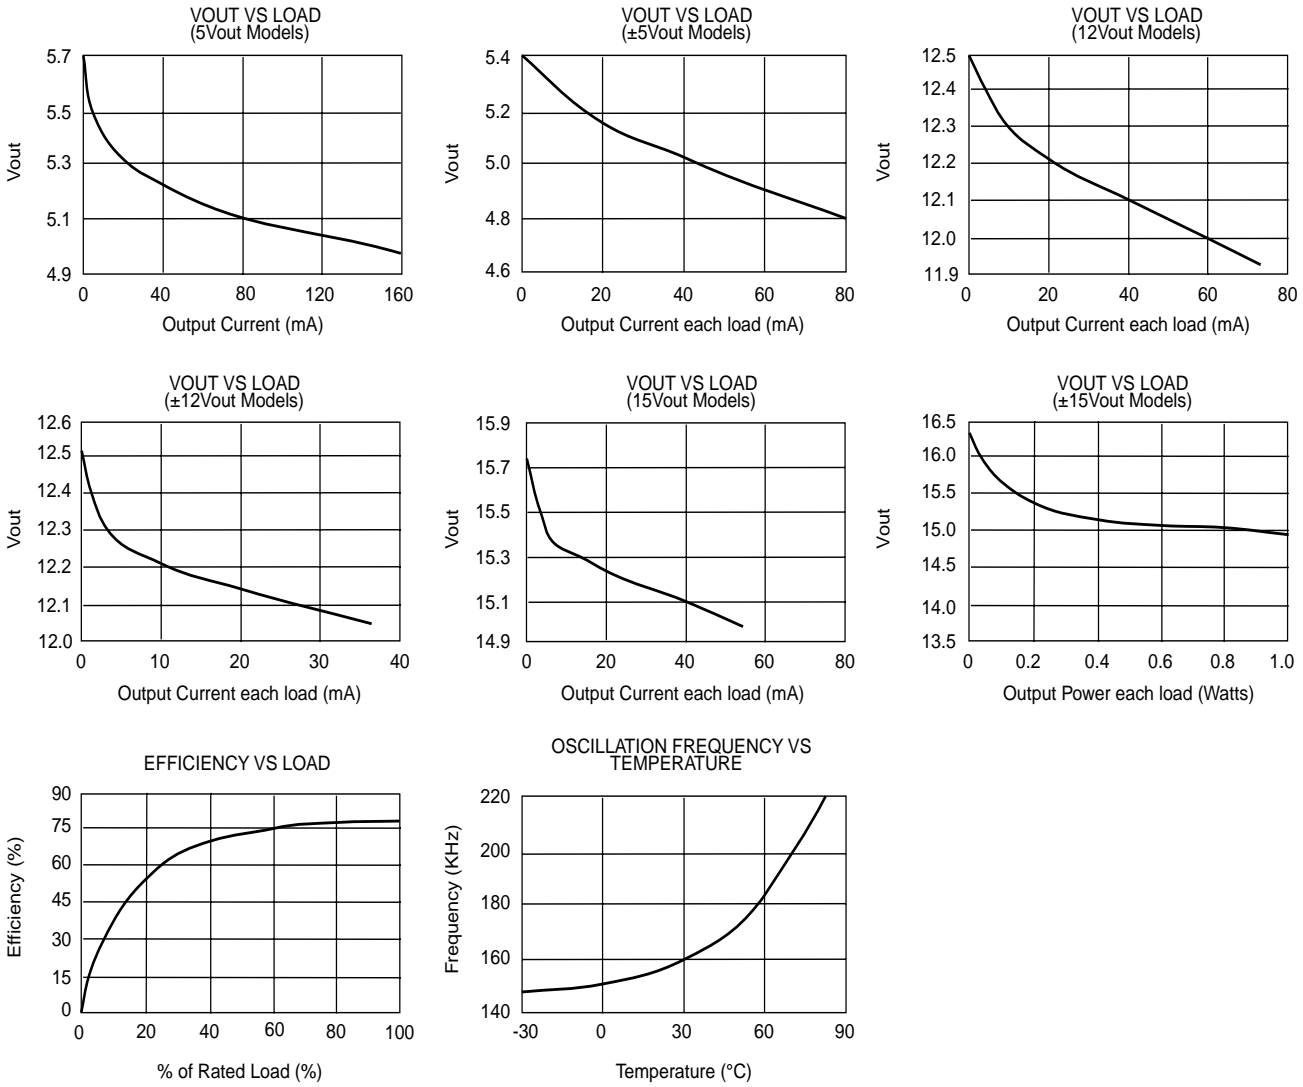 VOUT VS LOAD
(5Vout Models)
5.7
5.5
5.3
5.1
4.9
Vout
0 40 80 120 160
Output Current (mA)
VOUT VS LOAD
(±5Vout Models)
5.4
5.2
5.0
4.8
4.6
Vout
0 20 40 60 80
Output Current each load (mA)
VOUT VS LOAD
(12Vout Models)
12.5
12.4
12.3
12.2
12.1
12.0
11.9
Vout
0 20 40 60 80
Output Current each load (mA)
VOUT VS LOAD
(±12Vout Models)
12.6
12.5
12.4
12.3
12.2
12.1
12.0
Vout
0 10 20 30 40
Output Current each load (mA)
VOUT VS LOAD
(15Vout Models)
15.9
15.7
15.5
15.3
15.1
14.9
Vout
0 20 40 60 80
Output Current each load (mA)
VOUT VS LOAD
(±15Vout Models)
16.5
16.0
15.5
15.0
14.5
14.0
13.5
Vout
0 0.2 0.4 0.6 0.8 1.0
Output Power each load (Watts)
EFFICIENCY VS LOAD
90
75
60
45
30
15
0
Efficiency (%)
0 20 40 60 80 100
% of Rated Load (%)
OSCILLATION FREQUENCY VS
TEMPERATURE
220
200
180
160
140
Frequency (KHz)
-30 0 30 60 90
Temperature (°C)